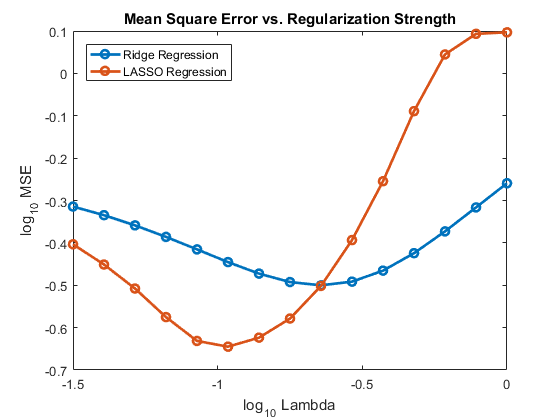 Mean Square Error vs. Regularization Strength
Ridge Regression
LASSO Regression
0.1
0
-0.1
-0.2
-0.3
-0.4
-0.5
-0.6
-0.7
log10 MSE
-1.5
-1
-0.5
0
log10 Lambda